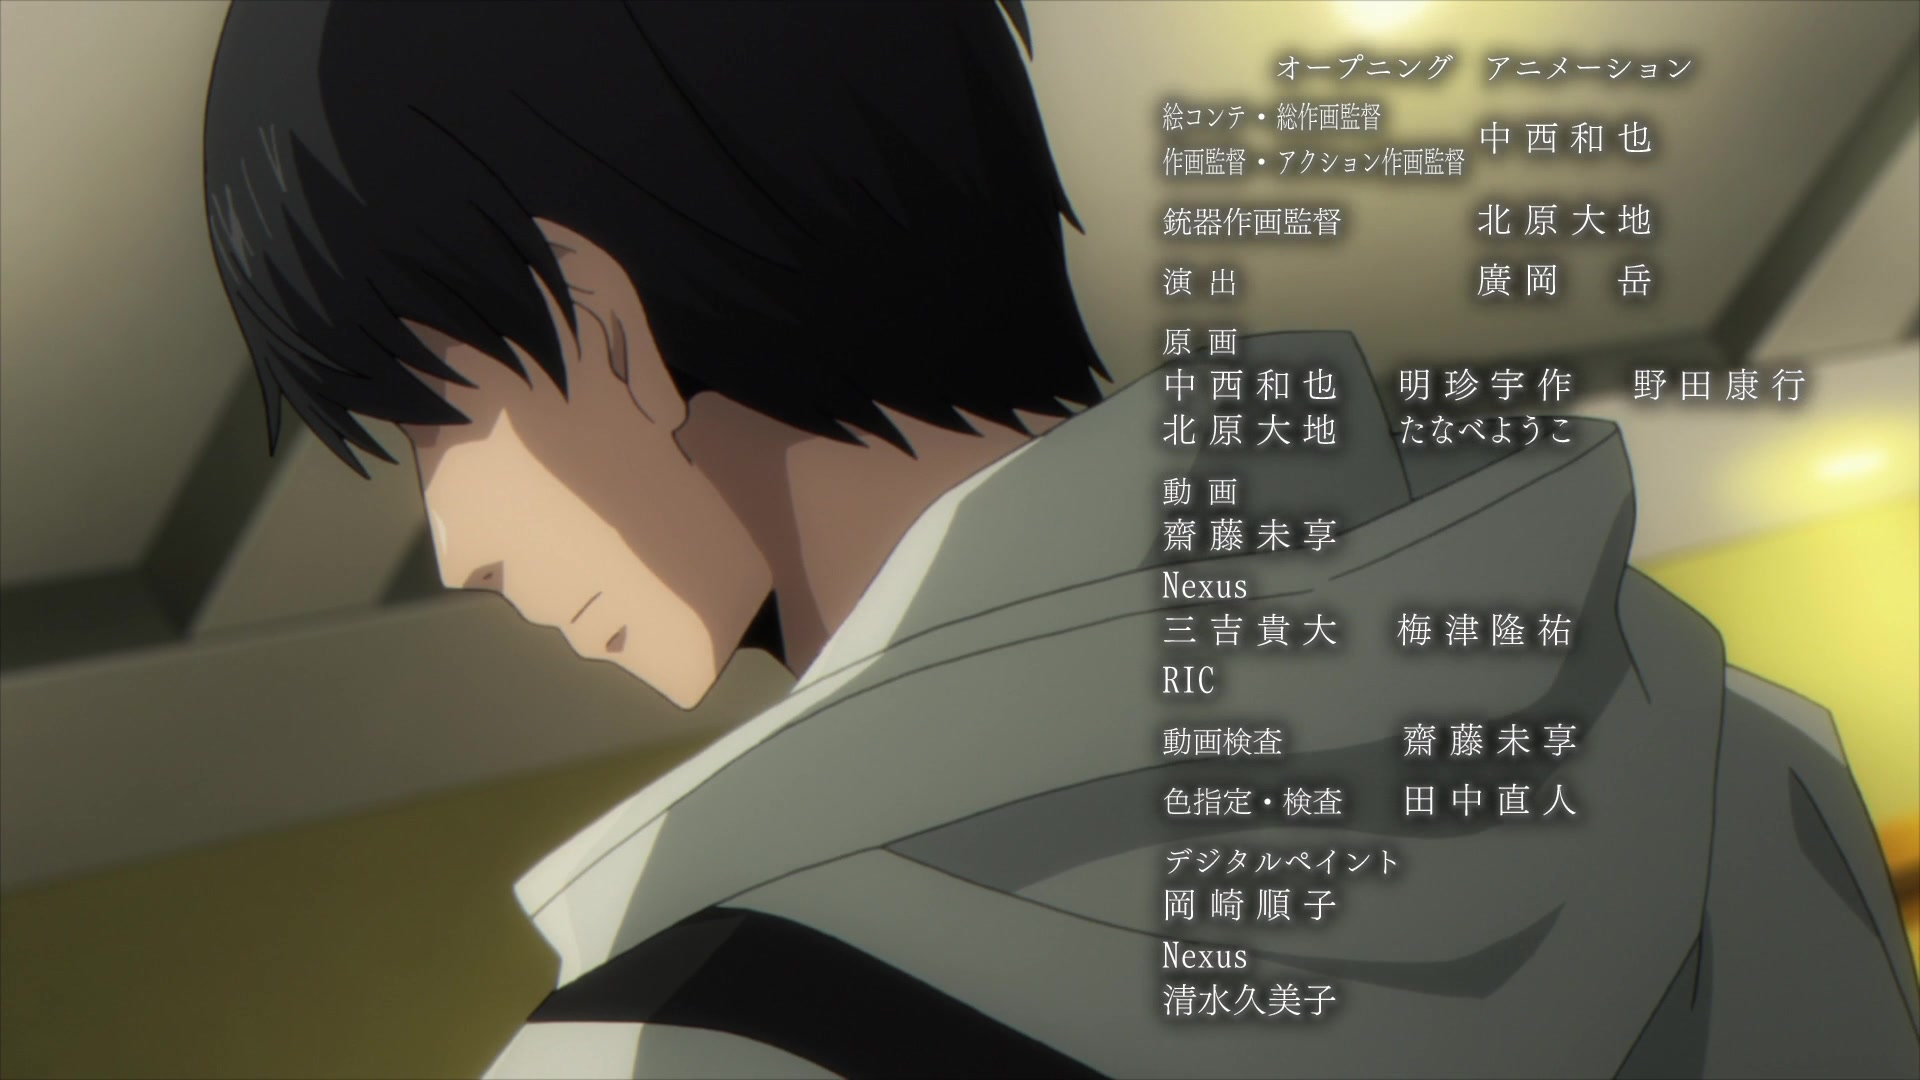 オープニング アニメーション
絵コンテ・総作画監督
作画監督・アクション作画監督 中西和也
銃器作画監督 北原大地
演出 廣岡 岳
原画
中西和也 明珍宇作 野田康行
北原大地 たなべようこ
動画
齋藤未享
Nexus
三吉貴大 梅津隆祐
RIC
動画検査 齋藤未享
色指定・検査 田中直人
デジタルペイント
岡崎順子
Nexus
清水久美子